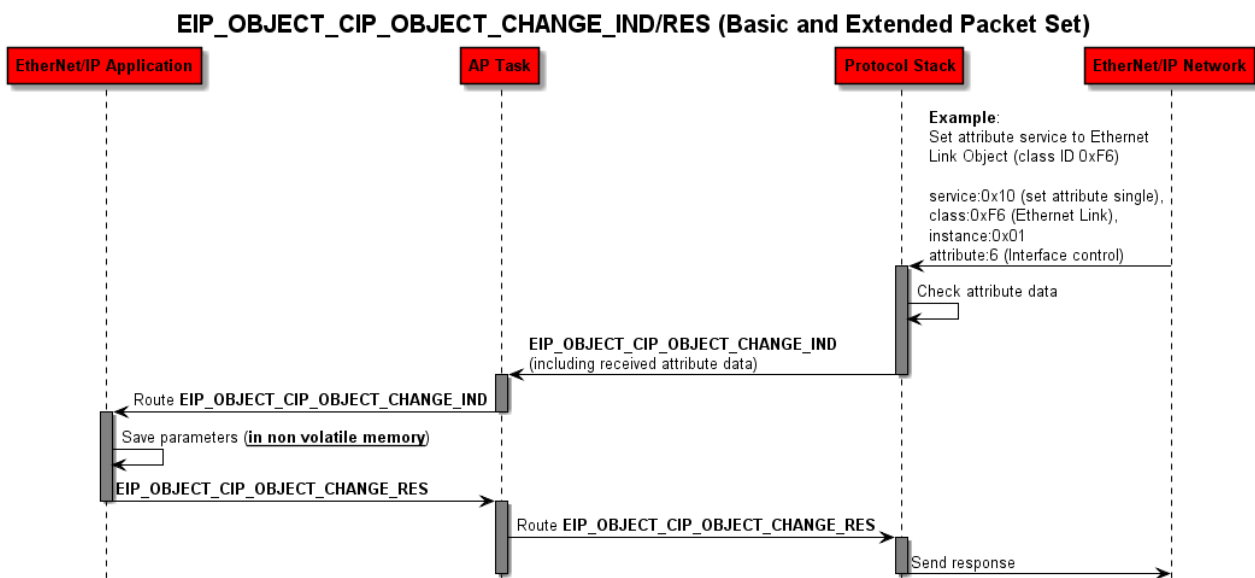 EIP_OBJECT_CIP_OBJECT_CHANGE_IND/RES (Basic and Extended Packet Set)
EtherNet/IP Application
AP Task
Protocol Stack
EtherNet/IP Network
Example:
Set attribute service to Ethernet
Link Object (class ID 0xF6)
service:0x10 (set attribute single),
class:0xF6 (Ethernet Link),
instance:0x01
attribute:6 (Interface control)
Check attribute data
EIP_OBJECT_CIP_OBJECT_CHANGE_IND
(including received attribute data)
Route EIP_OBJECT_CIP_OBJECT_CHANGE_IND
Save parameters (in non volatile memory)
EIP_OBJECT_CIP_OBJECT_CHANGE_RES
Route EIP_OBJECT_CIP_OBJECT_CHANGE_RES
Send response